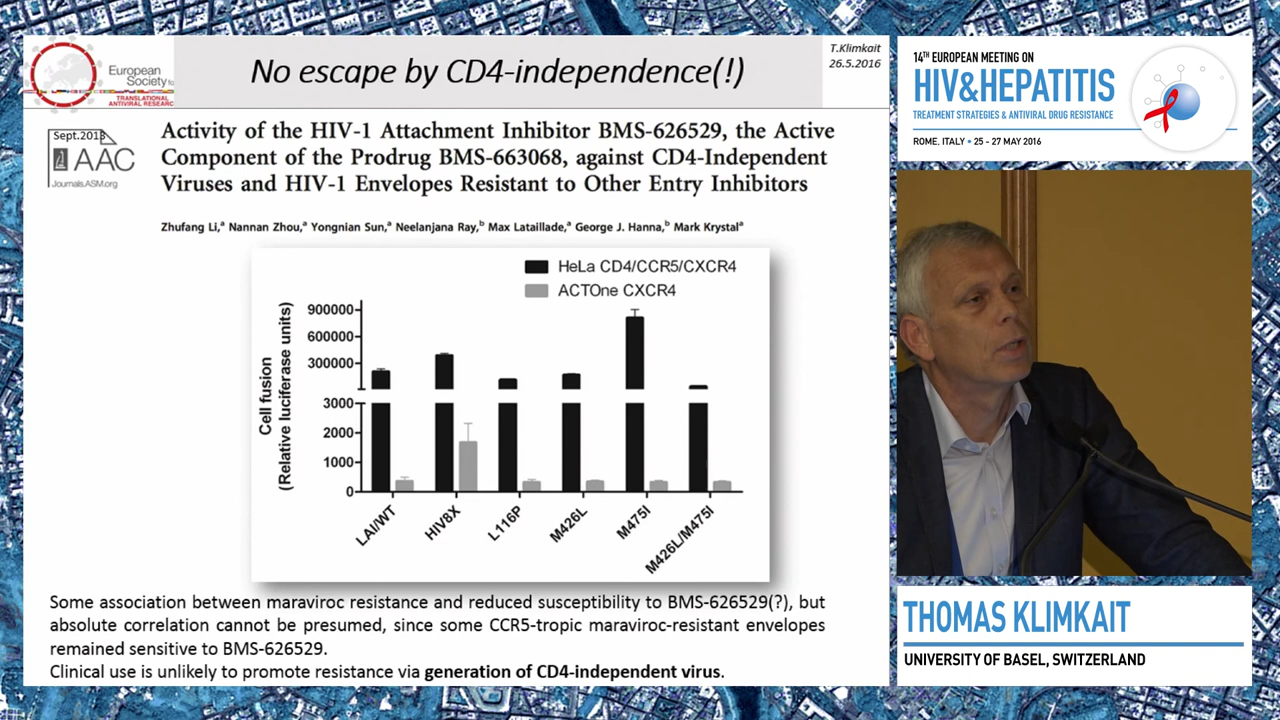 European
Society for
TRANSLATIONAL
ANTIVIRAL RESEARC
No escape by CD4-independence(!)
T.Klimkait
26.5.2016
Sept.2013
AAC
Journals.ASM.org
Activity of the HIV-1 Attachment Inhibitor BMS-626529, the Active
Component of the Prodrug BMS-663068, against CD4-Independent
Viruses and HIV-1 Envelopes Resistant to Other Entry Inhibitors
Zhufang Li,a Nannan Zhou,a Yongnian Sun,a Neelanjana Ray,b Max Lataillade,a George J. Hanna,b Mark Krystala
HeLa CD4/CCR5/CXCR4
ACTOne CXCR4
Cell fusion
(Relative luciferase units)
900000
600000
300000
3000
2000
1000
0
LAI/WT
HIV8X
L116P
M426L
M475I
M426L/M475I
Some association between maraviroc resistance and reduced susceptibility to BMS-626529(?), but
absolute correlation cannot be presumed, since some CCR5-tropic maraviroc-resistant envelopes
remained sensitive to BMS-626529.
Clinical use is unlikely to promote resistance via generation of CD4-independent virus.
14TH EUROPEAN MEETING ON
HIV&HEPATITIS
TREATMENT STRATEGIES & ANTIVIRAL DRUG RESISTANCE
ROME, ITALY • 25 - 27 MAY 2016
THOMAS KLIMKAIT
UNIVERSITY OF BASEL, SWITZERLAND